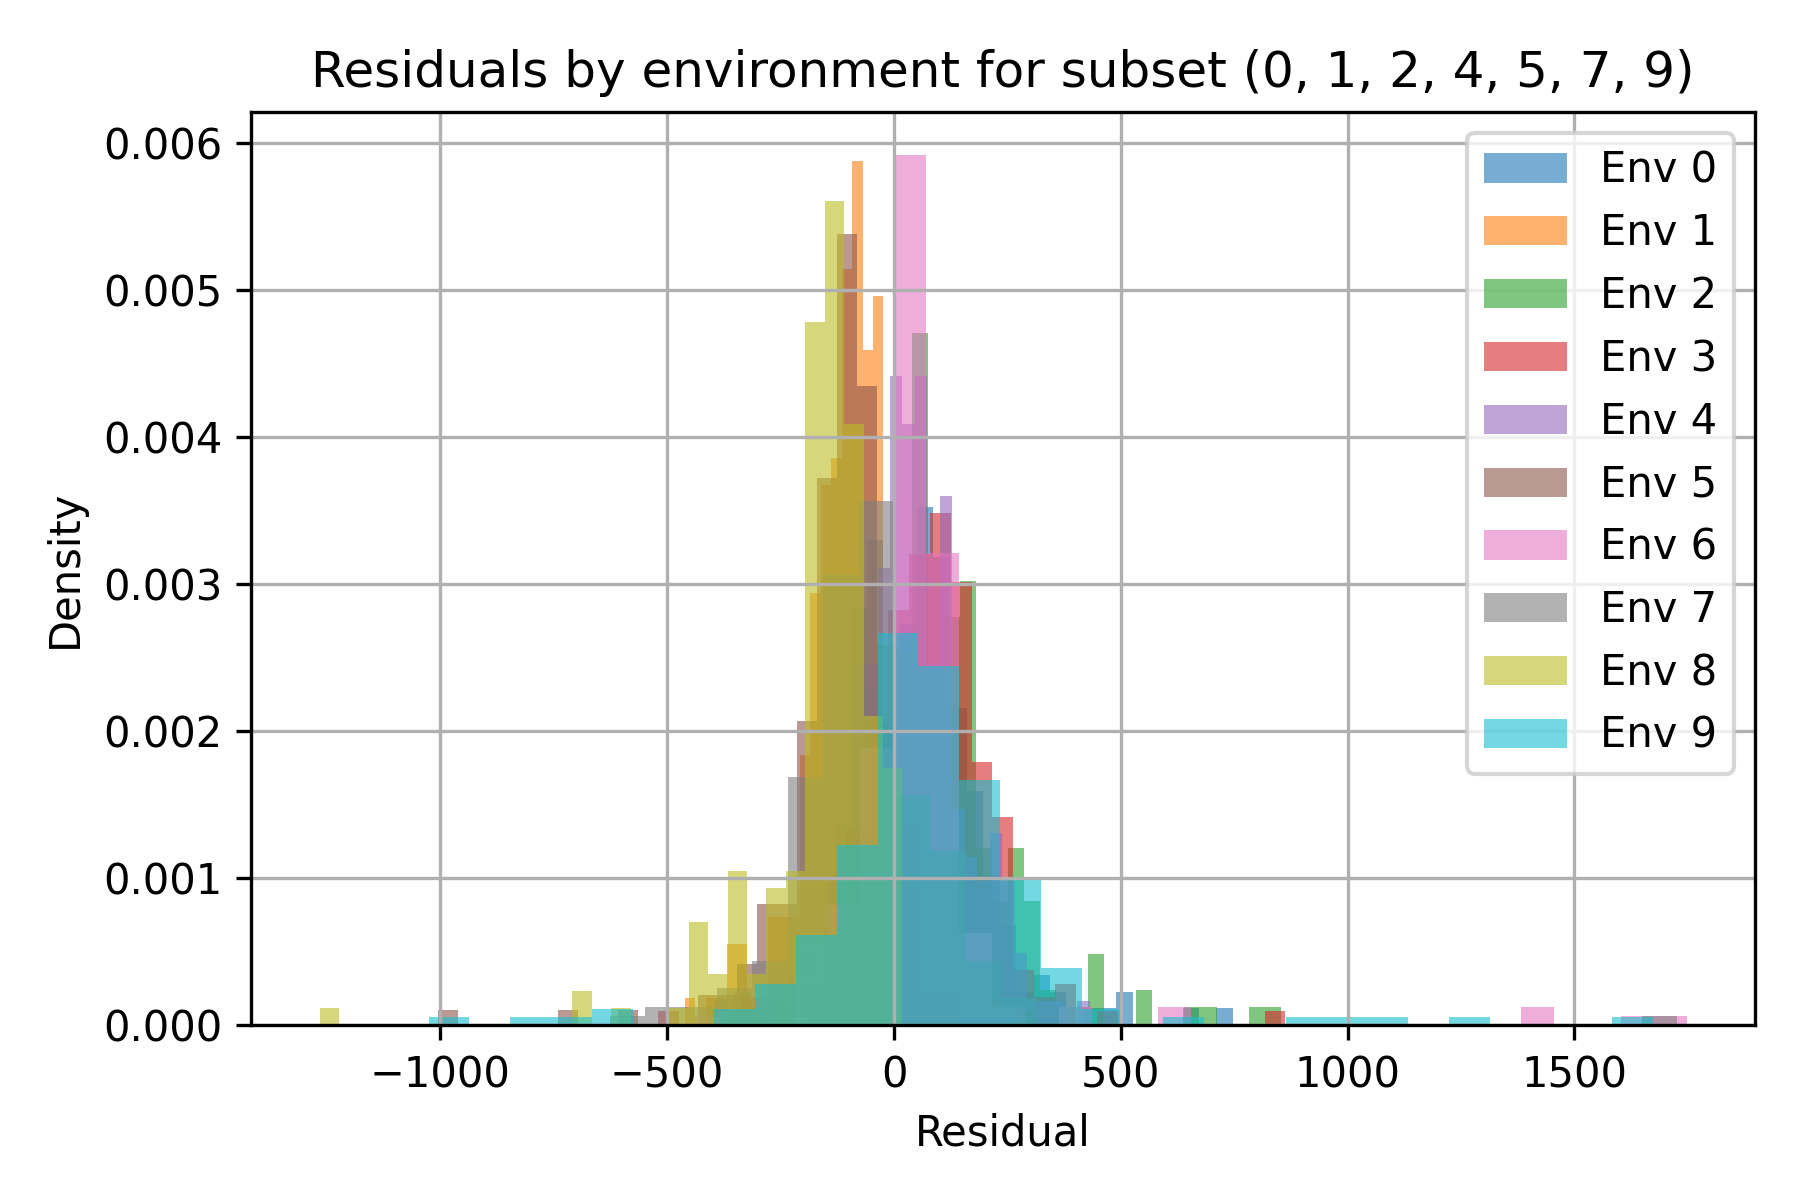 Residuals by environment for subset (0, 1, 2, 4, 5, 7, 9)
0.006
0.005
0.004
0.003
0.002
0.001
0.000
Density
−1000
−500
0
500
1000
1500
Residual
Env 0
Env 1
Env 2
Env 3
Env 4
Env 5
Env 6
Env 7
Env 8
Env 9